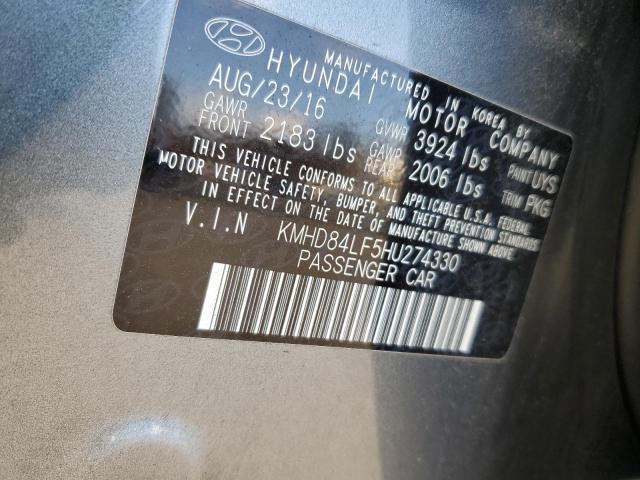 MANUFACTURED IN KOREA BY
HYUNDAI MOTOR COMPANY
AUG/23/16 GVWR 3924 lbs PAINT UYS
GAWR FRONT 2183 lbs GAWR REAR 2006 lbs TRIM PKG
THIS VEHICLE CONFORMS TO ALL APPLICABLE U.S.A. FEDERAL
MOTOR VEHICLE SAFETY, BUMPER, AND THEFT PREVENTION STANDARDS
IN EFFECT ON THE DATE OF MANUFACTURE SHOWN ABOVE.
V.I.N KMHD84LF5HU274330
PASSENGER CAR